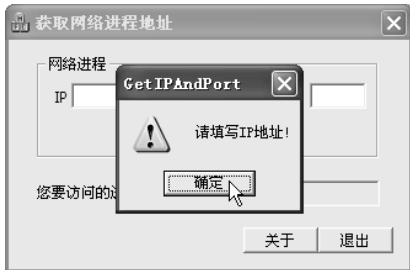 获取网络进程地址
网络进程
IP
GetIPAndPort
请填写IP地址!
确定
您要访问的
关于
退出